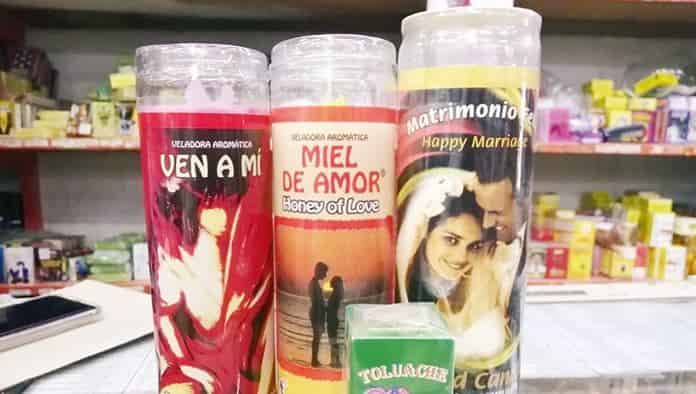 VELADORA AROMÁTICA
VEN A MÍ
VELADORA AROMÁTICA
MIEL
DE AMOR®
Honey of Love
Matrimonio
Happy Marriage
TOLUACHE